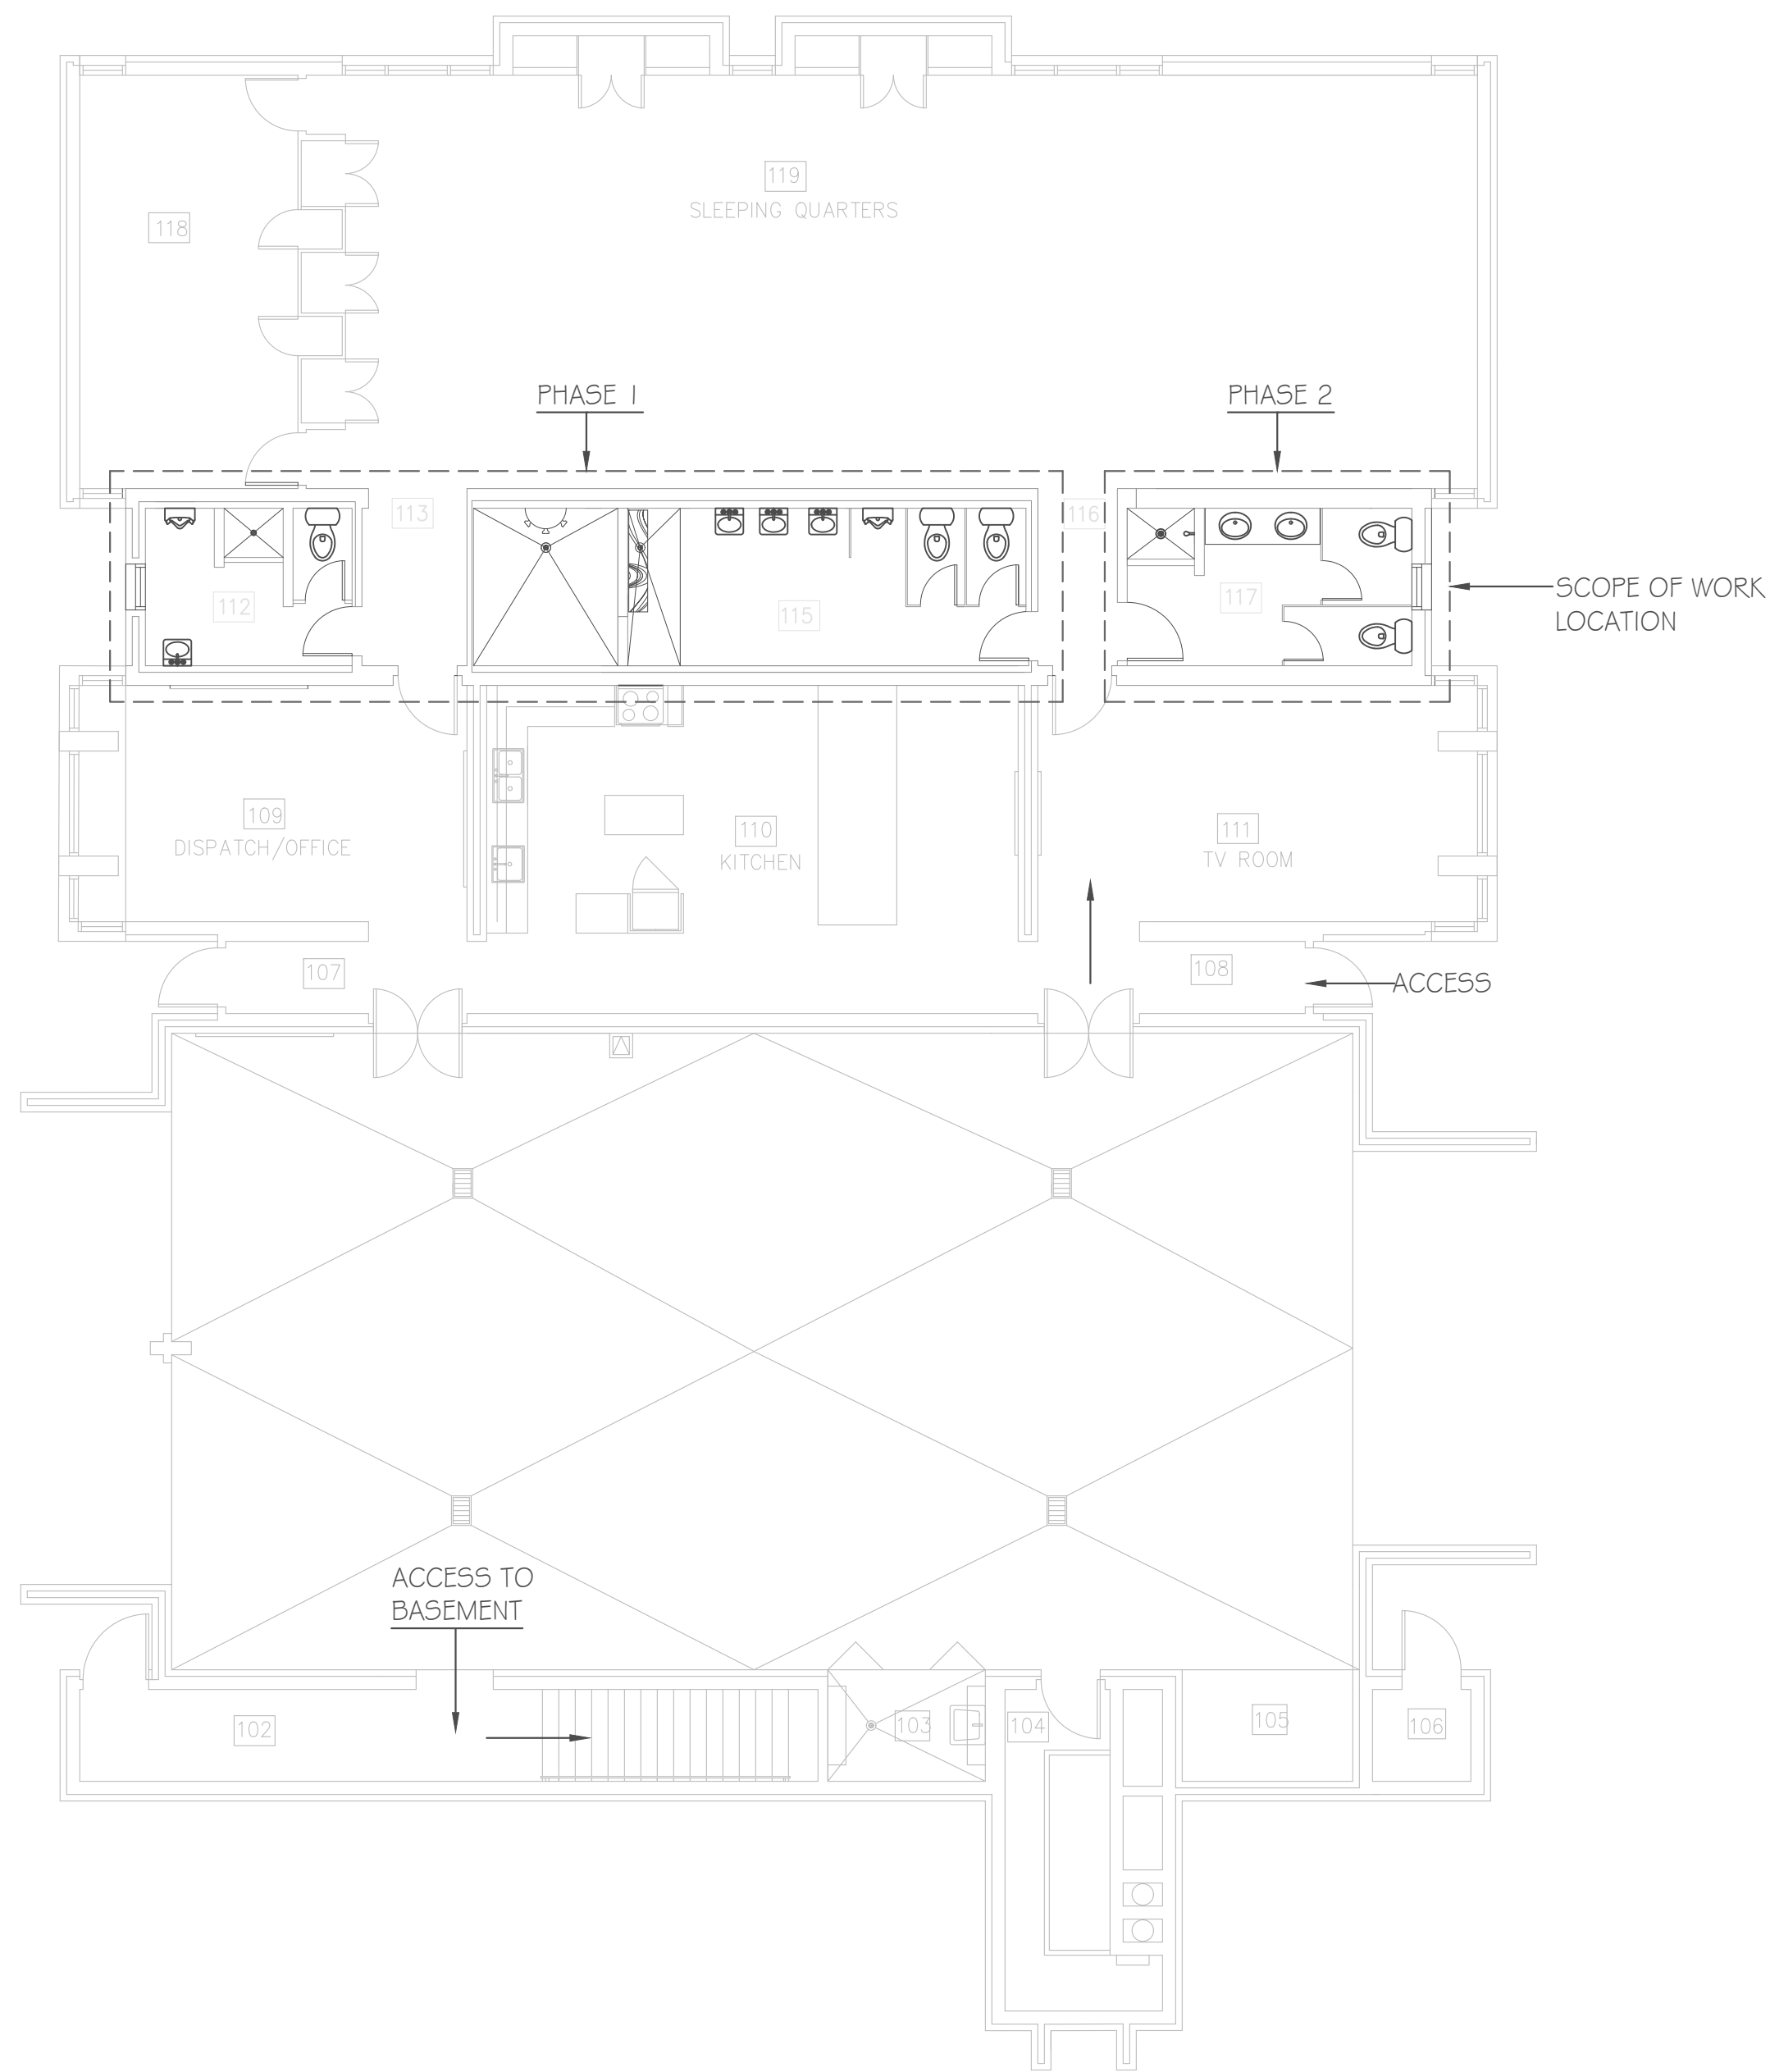 119
SLEEPING QUARTERS
118
PHASE 1
PHASE 2
113
116
SCOPE OF WORK
LOCATION
112
115
117
109
DISPATCH/OFFICE
110
KITCHEN
111
TV ROOM
107
108
ACCESS
ACCESS TO
BASEMENT
102
103
104
105
106